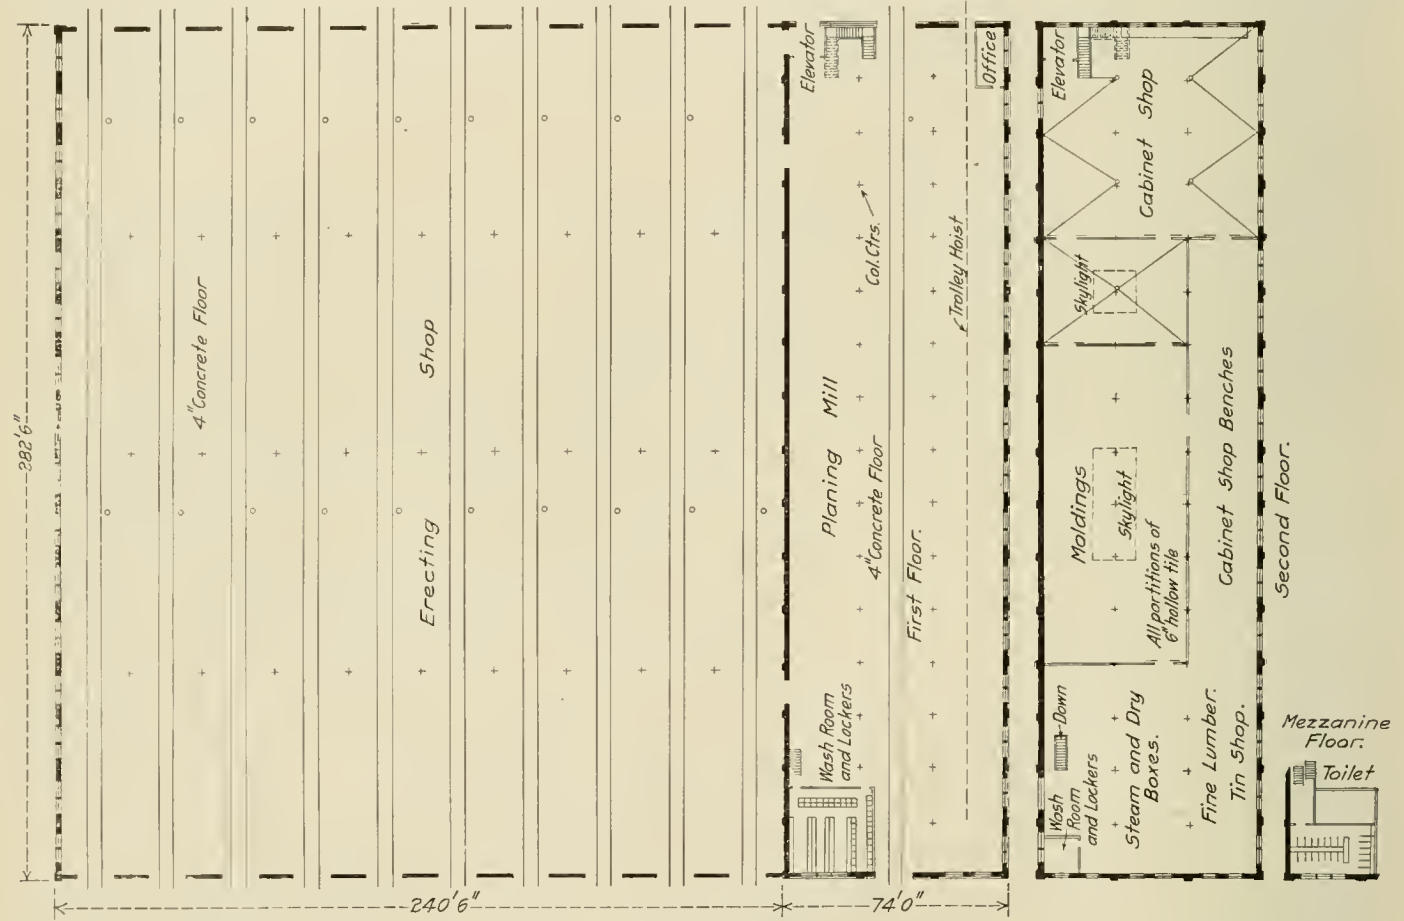 282'6"
4"Concrete Floor
Erecting Shop
240'6"
Elevator
Office
Col.Ctrs.
Trolley Hoist
Planing Mill
4"Concrete Floor
First Floor.
Wash Room
and Lockers
74'0"
Elevator
Cabinet Shop
Skylight
Moldings
Skylight
All partitions of
6"hollow tile
Cabinet Shop Benches
Second Floor.
Down
Wash
Room
and Lockers
Steam and Dry
Boxes.
Fine Lumber.
Tin Shop.
Mezzanine
Floor.
Toilet